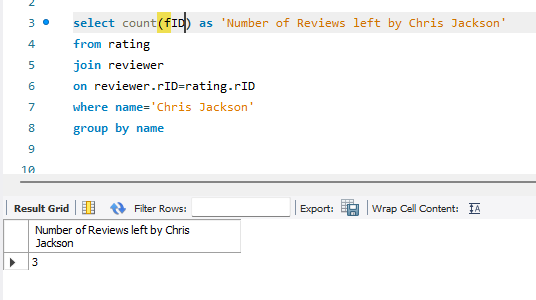 2
3 select count(fID) as 'Number of Reviews left by Chris Jackson'
4 from rating
5 join reviewer
6 on reviewer.rID=rating.rID
7 where name='Chris Jackson'
8 group by name
9
10
Result Grid Filter Rows: Export: Wrap Cell Content: IA
Number of Reviews left by Chris
Jackson
3